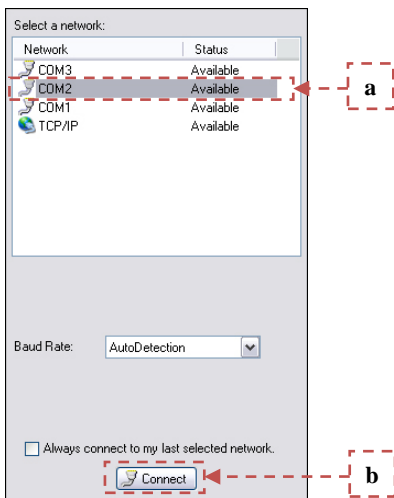 Select a network:
Network Status
COM3 Available
COM2 Available
a
COM1 Available
TCP/IP Available
Baud Rate: AutoDetection
Always connect to my last selected network.
Connect
b